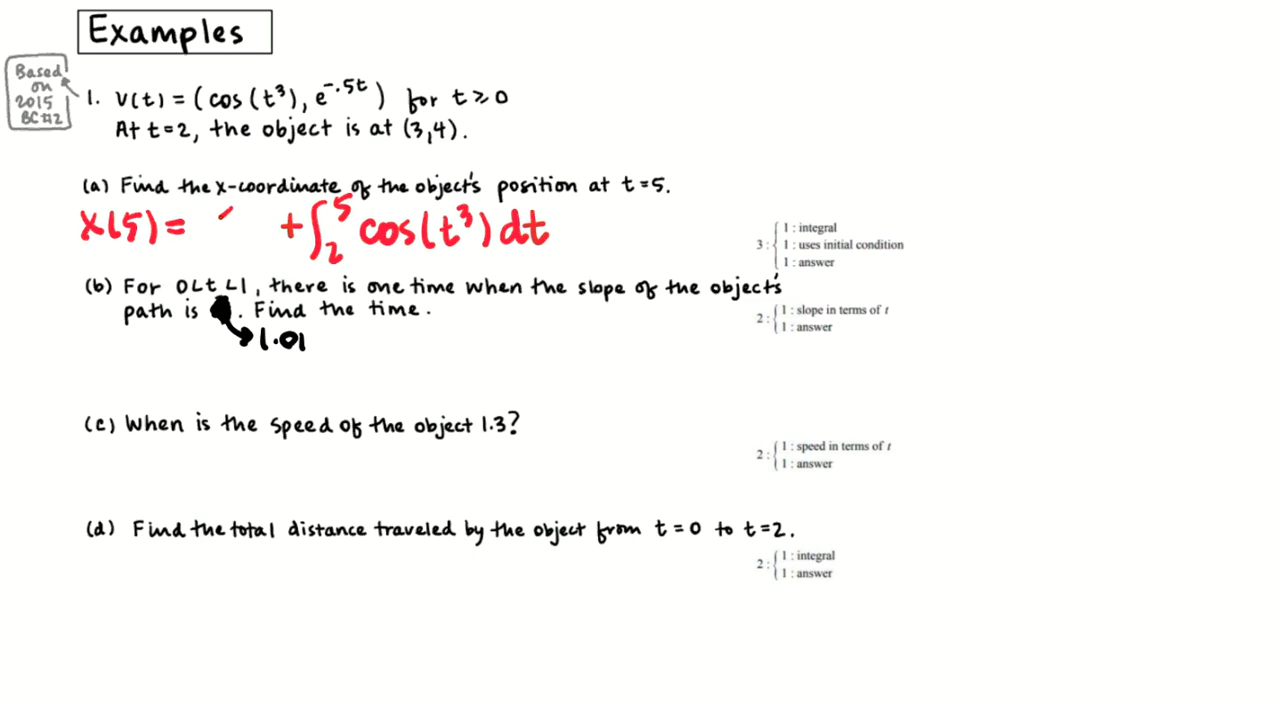 Examples
Based
on
2015
BC #2
1. v(t) = (cos(t³), e^-.5t) for t ≥ 0
At t=2, the object is at (3,4).
(a) Find the x-coordinate of the object's position at t=5.
x(5) = + ∫₂⁵ cos(t³) dt
3: { 1 : integral
1 : uses initial condition
1 : answer
(b) For 0<t<1, there is one time when the slope of the object's
path is . Find the time.
1.01
2: { 1 : slope in terms of t
1 : answer
(c) When is the speed of the object 1.3?
2: { 1 : speed in terms of t
1 : answer
(d) Find the total distance traveled by the object from t=0 to t=2.
2: { 1 : integral
1 : answer